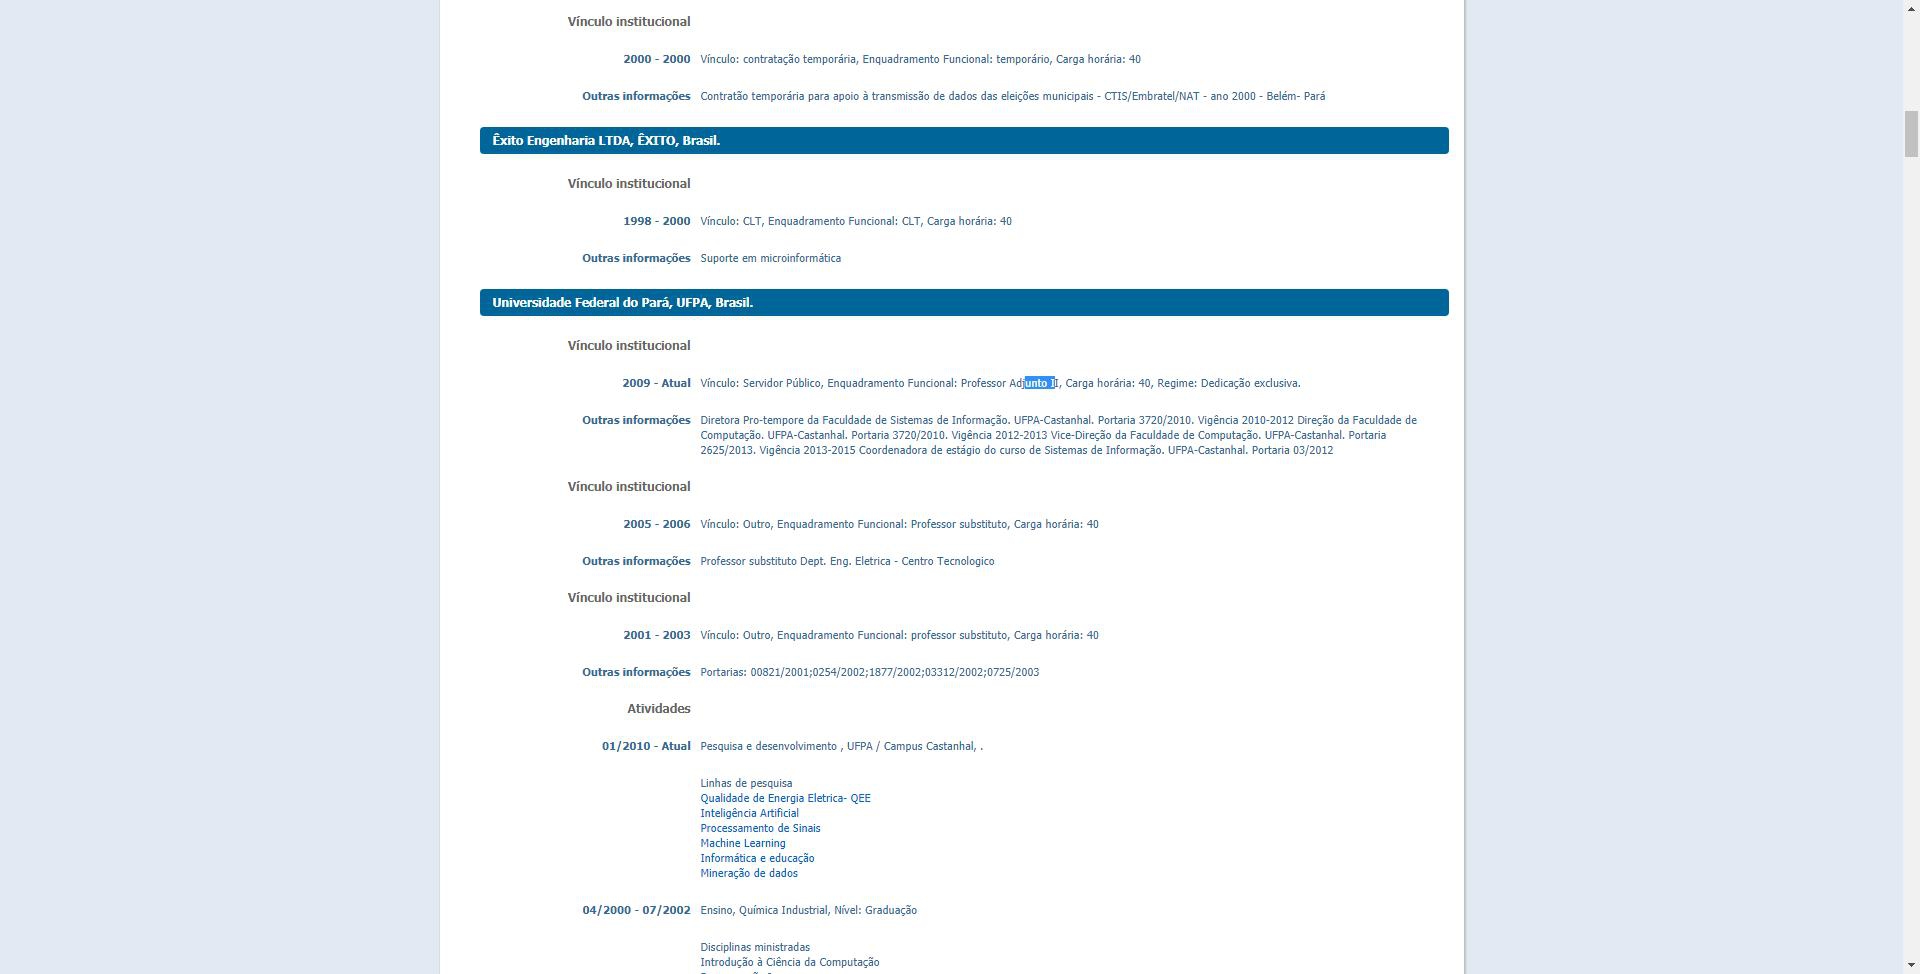 Vínculo institucional
2000 - 2000 Vínculo: contratação temporária, Enquadramento Funcional: temporário, Carga horária: 40
Outras informações Contratão temporária para apoio à transmissão de dados das eleições municipais - CTIS/Embratel/NAT - ano 2000 - Belém- Pará
Êxito Engenharia LTDA, ÊXITO, Brasil.
Vínculo institucional
1998 - 2000 Vínculo: CLT, Enquadramento Funcional: CLT, Carga horária: 40
Outras informações Suporte em microinformática
Universidade Federal do Pará, UFPA, Brasil.
Vínculo institucional
2009 - Atual Vínculo: Servidor Público, Enquadramento Funcional: Professor Adjunto II, Carga horária: 40, Regime: Dedicação exclusiva.
Outras informações Diretora Pro-tempore da Faculdade de Sistemas de Informação. UFPA-Castanhal. Portaria 3720/2010. Vigência 2010-2012 Direção da Faculdade de
Computação. UFPA-Castanhal. Portaria 3720/2010. Vigência 2012-2013 Vice-Direção da Faculdade de Computação. UFPA-Castanhal. Portaria
2625/2013. Vigência 2013-2015 Coordenadora de estágio do curso de Sistemas de Informação. UFPA-Castanhal. Portaria 03/2012
Vínculo institucional
2005 - 2006 Vínculo: Outro, Enquadramento Funcional: Professor substituto, Carga horária: 40
Outras informações Professor substituto Dept. Eng. Eletrica - Centro Tecnologico
Vínculo institucional
2001 - 2003 Vínculo: Outro, Enquadramento Funcional: professor substituto, Carga horária: 40
Outras informações Portarias: 00821/2001;0254/2002;1877/2002;03312/2002;0725/2003
Atividades
01/2010 - Atual Pesquisa e desenvolvimento , UFPA / Campus Castanhal, .
Linhas de pesquisa
Qualidade de Energia Eletrica- QEE
Inteligência Artificial
Processamento de Sinais
Machine Learning
Informática e educação
Mineração de dados
04/2000 - 07/2002 Ensino, Química Industrial, Nível: Graduação
Disciplinas ministradas
Introdução à Ciência da Computação